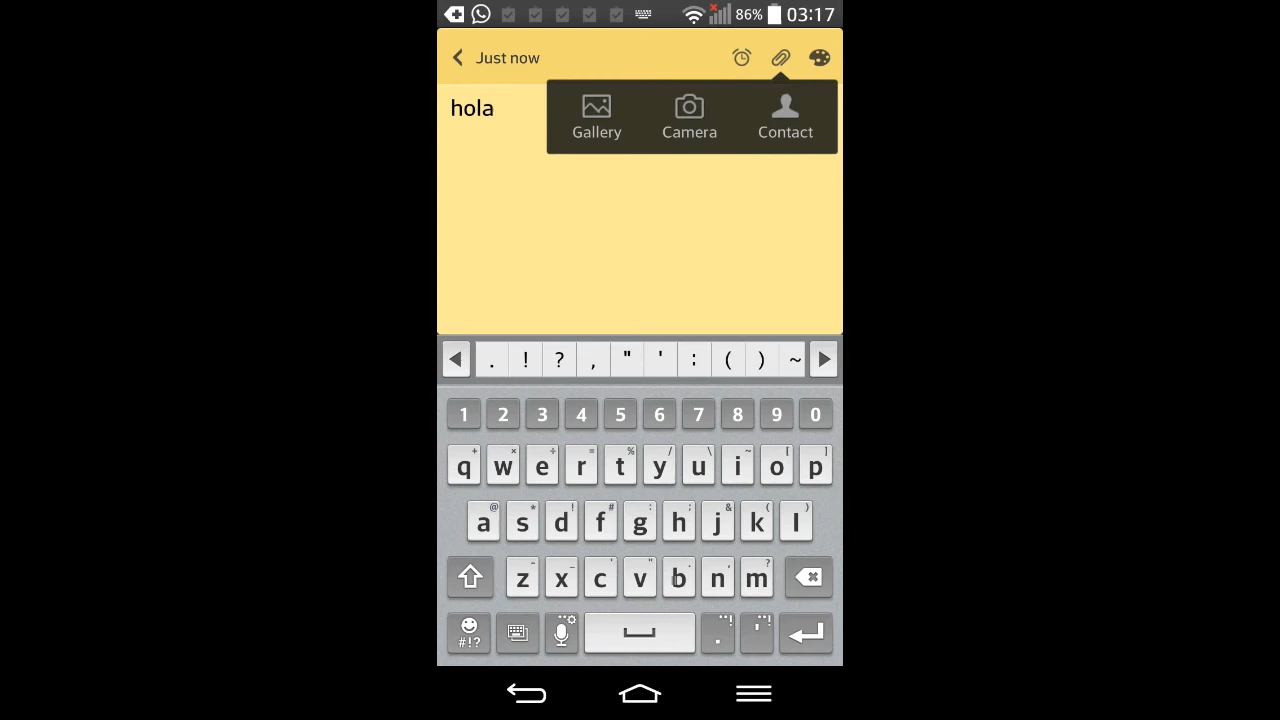 86% 03:17
Just now
hola
Gallery Camera Contact
. ! ? , " ' : ( ) ~
1 2 3 4 5 6 7 8 9 0
q w e r t y u i o p
a s d f g h j k l
z x c v b n m
#!? . '